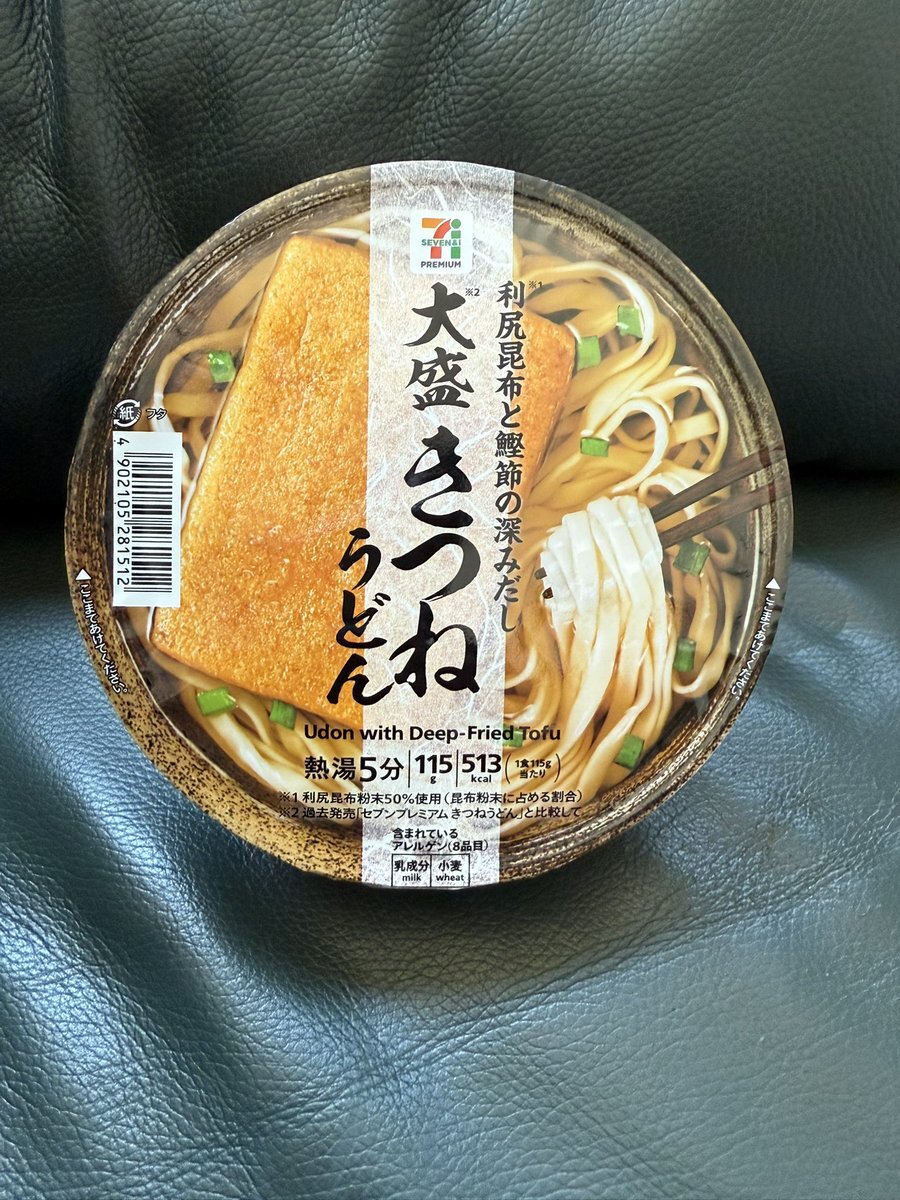 SEVEN&i
PREMIUM
利尻昆布と鰹節の深みだし
※1
大盛
※2
きつね
うどん
Udon with Deep-Fried Tofu
熱湯5分 115g 513kcal (1食115g当たり)
※1 利尻昆布粉末50%使用(昆布粉末に占める割合)
※2 過去発売「セブンプレミアム きつねうどん」と比較して
含まれている
アレルゲン(8品目)
乳成分 小麦
milk wheat
紙 フタ
4 902105 281512
▲ここまであけてください。
▲ここまであけてください。